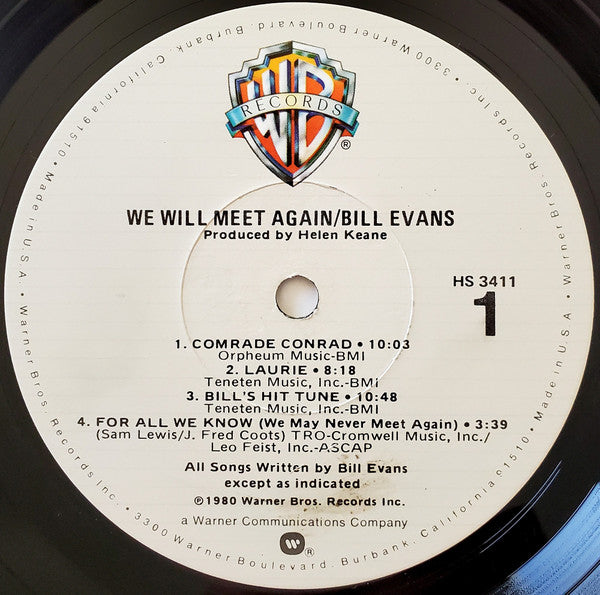 WB
RECORDS
®
WE WILL MEET AGAIN/BILL EVANS
Produced by Helen Keane
HS 3411
1
1. COMRADE CONRAD • 10:03
Orpheum Music-BMI
2. LAURIE • 8:18
Teneten Music, Inc.-BMI
3. BILL'S HIT TUNE • 10:48
Teneten Music, Inc.-BMI
4. FOR ALL WE KNOW (We May Never Meet Again) • 3:39
(Sam Lewis/J. Fred Coots) TRO-Cromwell Music, Inc./
Leo Feist, Inc.-ASCAP
All Songs Written by Bill Evans
except as indicated
℗1980 Warner Bros. Records Inc.
a Warner Communications Company
W ®
Warner Bros. Records Inc. • 3300 Warner Boulevard, Burbank, California 91510 • Made in U.S.A. •
Warner Bros. Records Inc. • 3300 Warner Boulevard, Burbank, California 91510 • Made in U.S.A. •